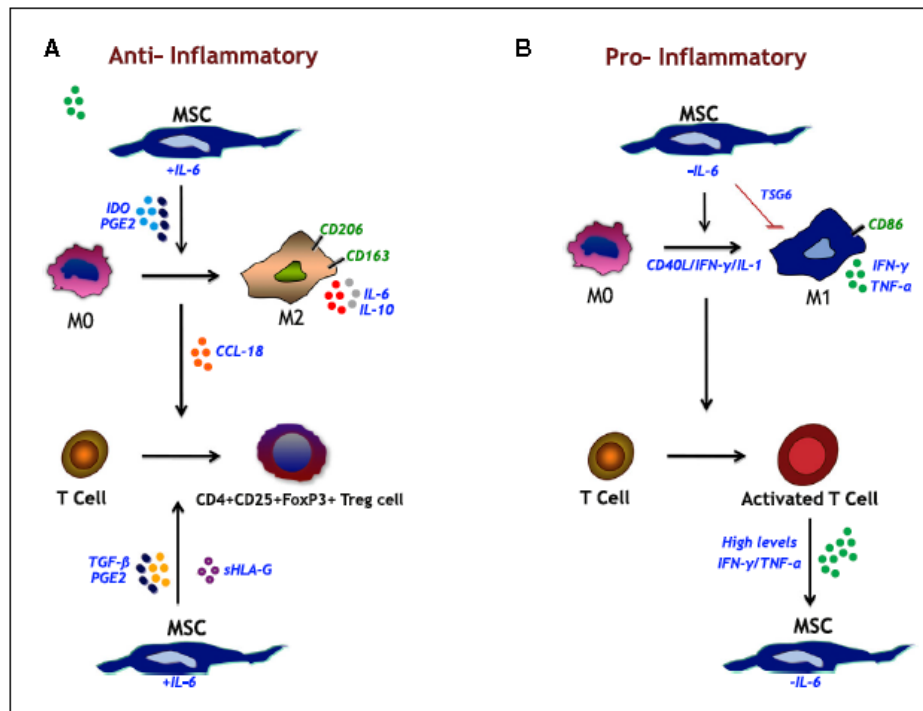 A
Anti- Inflammatory
MSC
+IL-6
IDO
PGE2
CD206
CD163
M0
M2
IL-6
IL-10
CCL-18
T Cell
CD4+CD25+FoxP3+ Treg cell
TGF-β
PGE2
sHLA-G
MSC
+IL-6
B
Pro- Inflammatory
MSC
-IL-6
TSG6
CD86
M0
CD40L/IFN-γ/IL-1
M1
IFN-γ
TNF-α
T Cell
Activated T Cell
High levels
IFN-γ/TNF-α
MSC
-IL-6